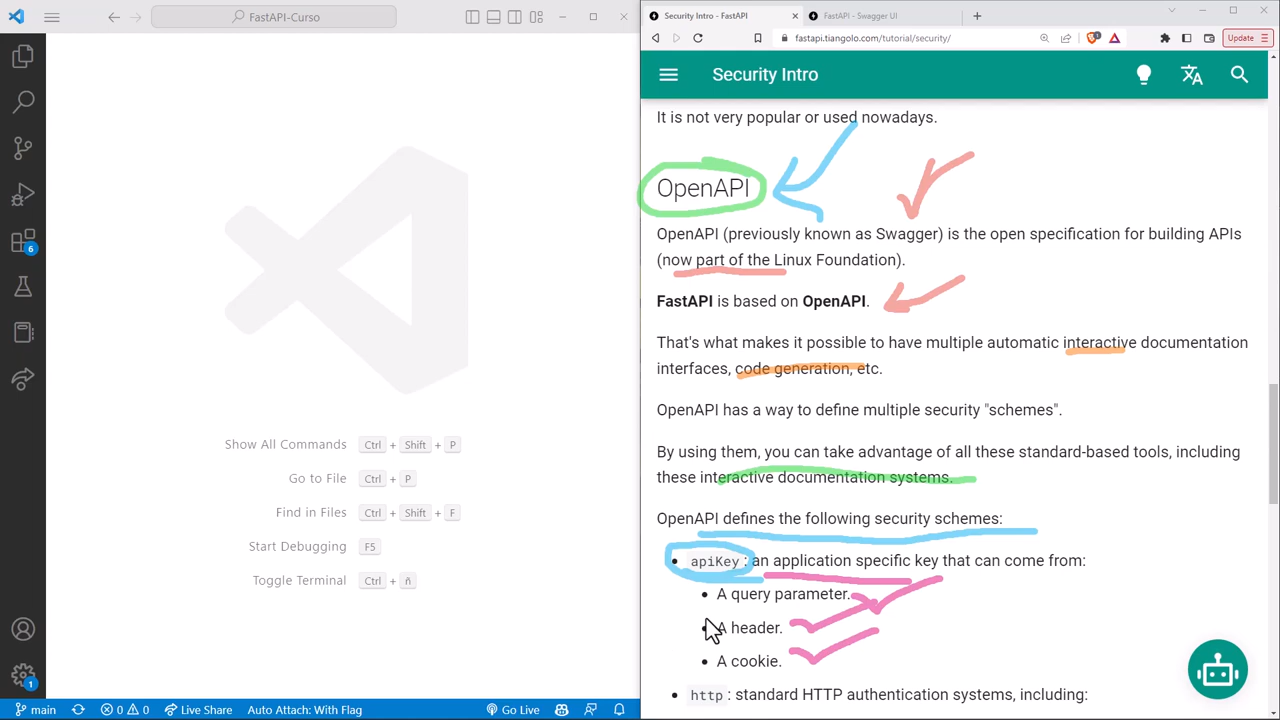 FastAPI-Curso
Show All Commands Ctrl + Shift + P
Go to File Ctrl + P
Find in Files Ctrl + Shift + F
Start Debugging F5
Toggle Terminal Ctrl + ñ
6
1
main 0 0 Live Share Auto Attach: With Flag Go Live
Security Intro - FastAPI
FastAPI - Swagger UI
fastapi.tiangolo.com/tutorial/security/
Update
Security Intro
It is not very popular or used nowadays.
OpenAPI
OpenAPI (previously known as Swagger) is the open specification for building APIs
(now part of the Linux Foundation).
FastAPI is based on OpenAPI.
That's what makes it possible to have multiple automatic interactive documentation
interfaces, code generation, etc.
OpenAPI has a way to define multiple security "schemes".
By using them, you can take advantage of all these standard-based tools, including
these interactive documentation systems.
OpenAPI defines the following security schemes:
apiKey: an application specific key that can come from:
A query parameter.
A header.
A cookie.
http: standard HTTP authentication systems, including: